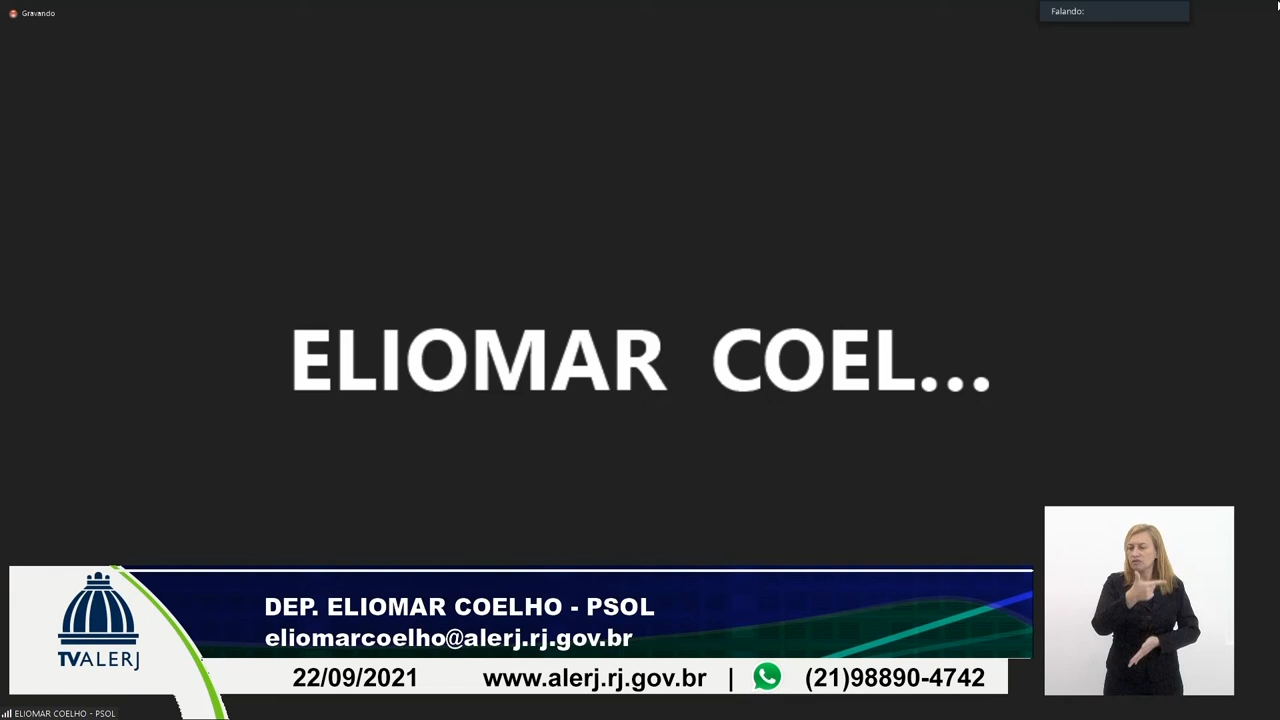 Gravando
Falando:
ELIOMAR COEL...
DEP. ELIOMAR COELHO - PSOL
eliomarcoelho@alerj.rj.gov.br
TVALERJ
22/09/2021 www.alerj.rj.gov.br | (21)98890-4742
ELIOMAR COELHO - PSOL